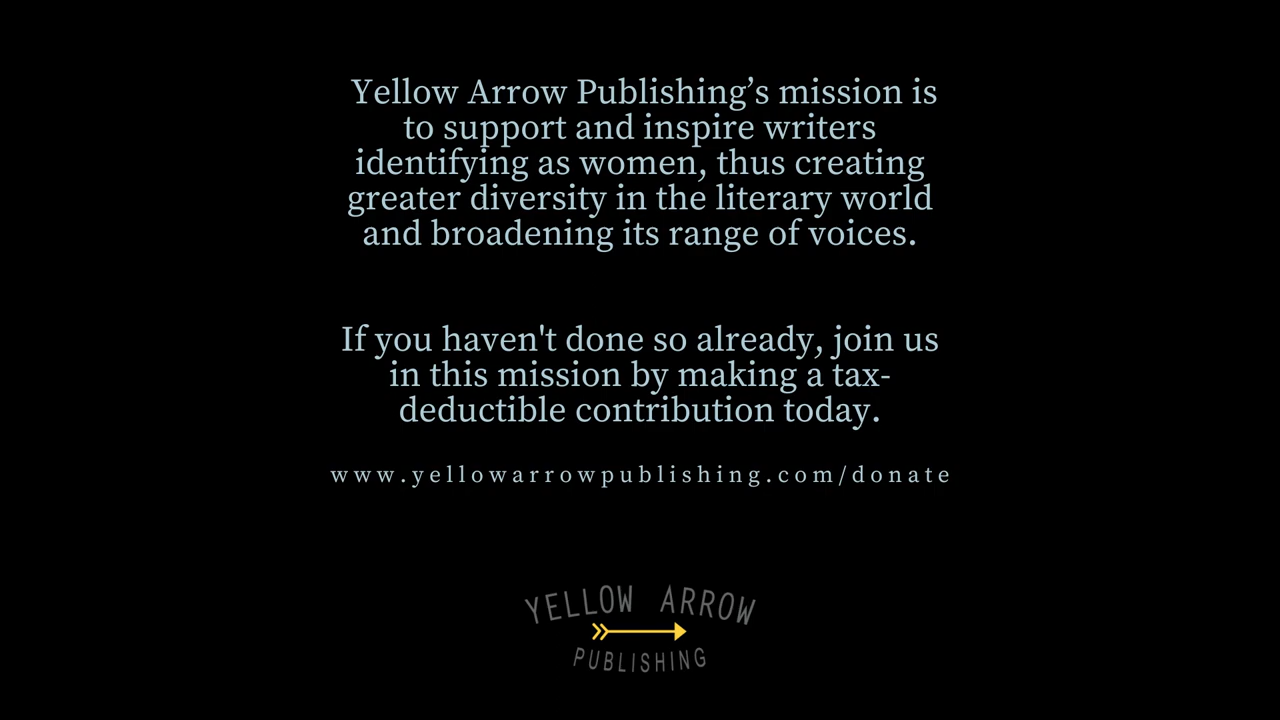 Yellow Arrow Publishing’s mission is
to support and inspire writers
identifying as women, thus creating
greater diversity in the literary world
and broadening its range of voices.
If you haven't done so already, join us
in this mission by making a tax-
deductible contribution today.
www.yellowarrowpublishing.com/donate
YELLOW ARROW
PUBLISHING